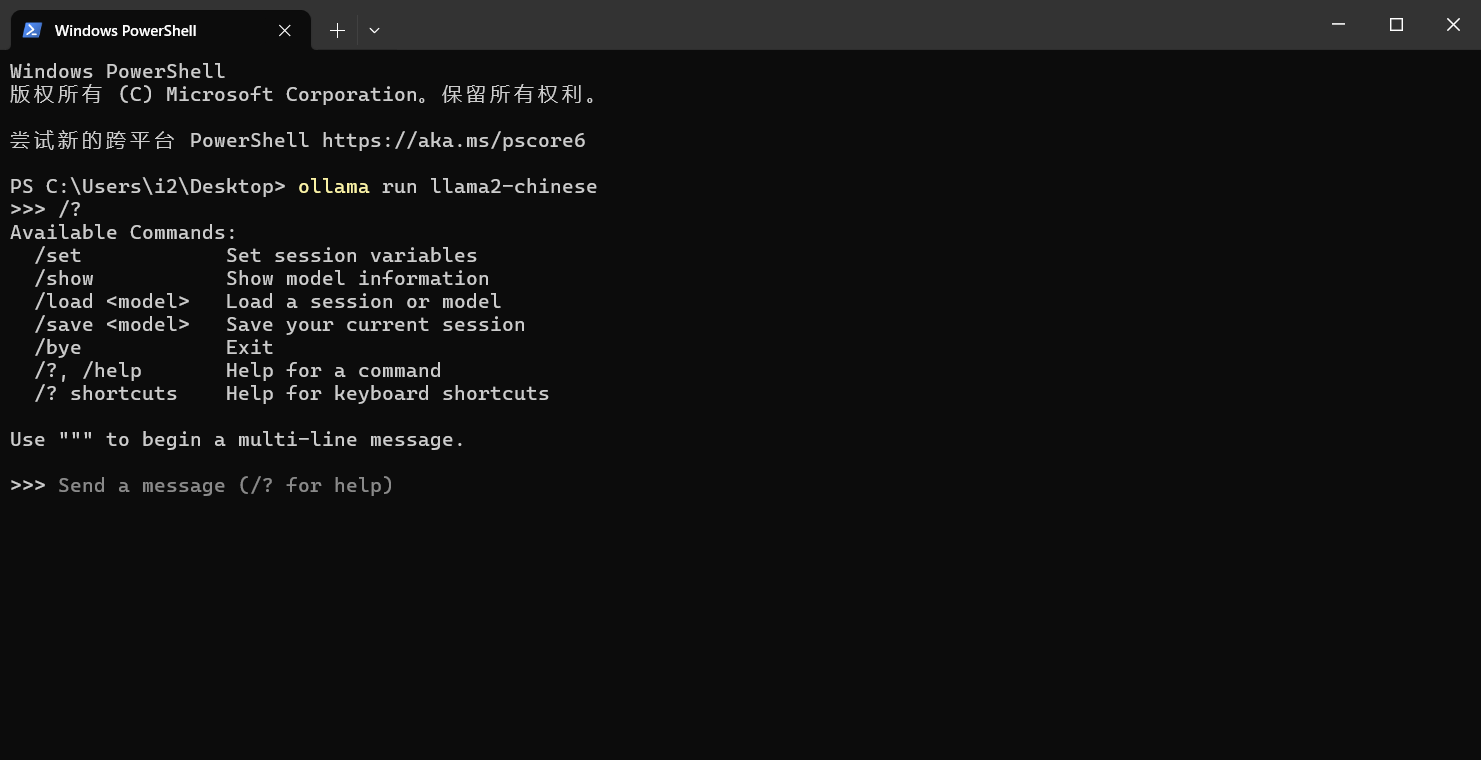 Windows PowerShell
Windows PowerShell
版权所有 (C) Microsoft Corporation。保留所有权利。
尝试新的跨平台 PowerShell https://aka.ms/pscore6
PS C:\Users\i2\Desktop> ollama run llama2-chinese
>>> /?
Available Commands:
  /set            Set session variables
  /show           Show model information
  /load <model>   Load a session or model
  /save <model>   Save your current session
  /bye            Exit
  /?, /help       Help for a command
  /? shortcuts    Help for keyboard shortcuts
Use """ to begin a multi-line message.
>>> Send a message (/? for help)